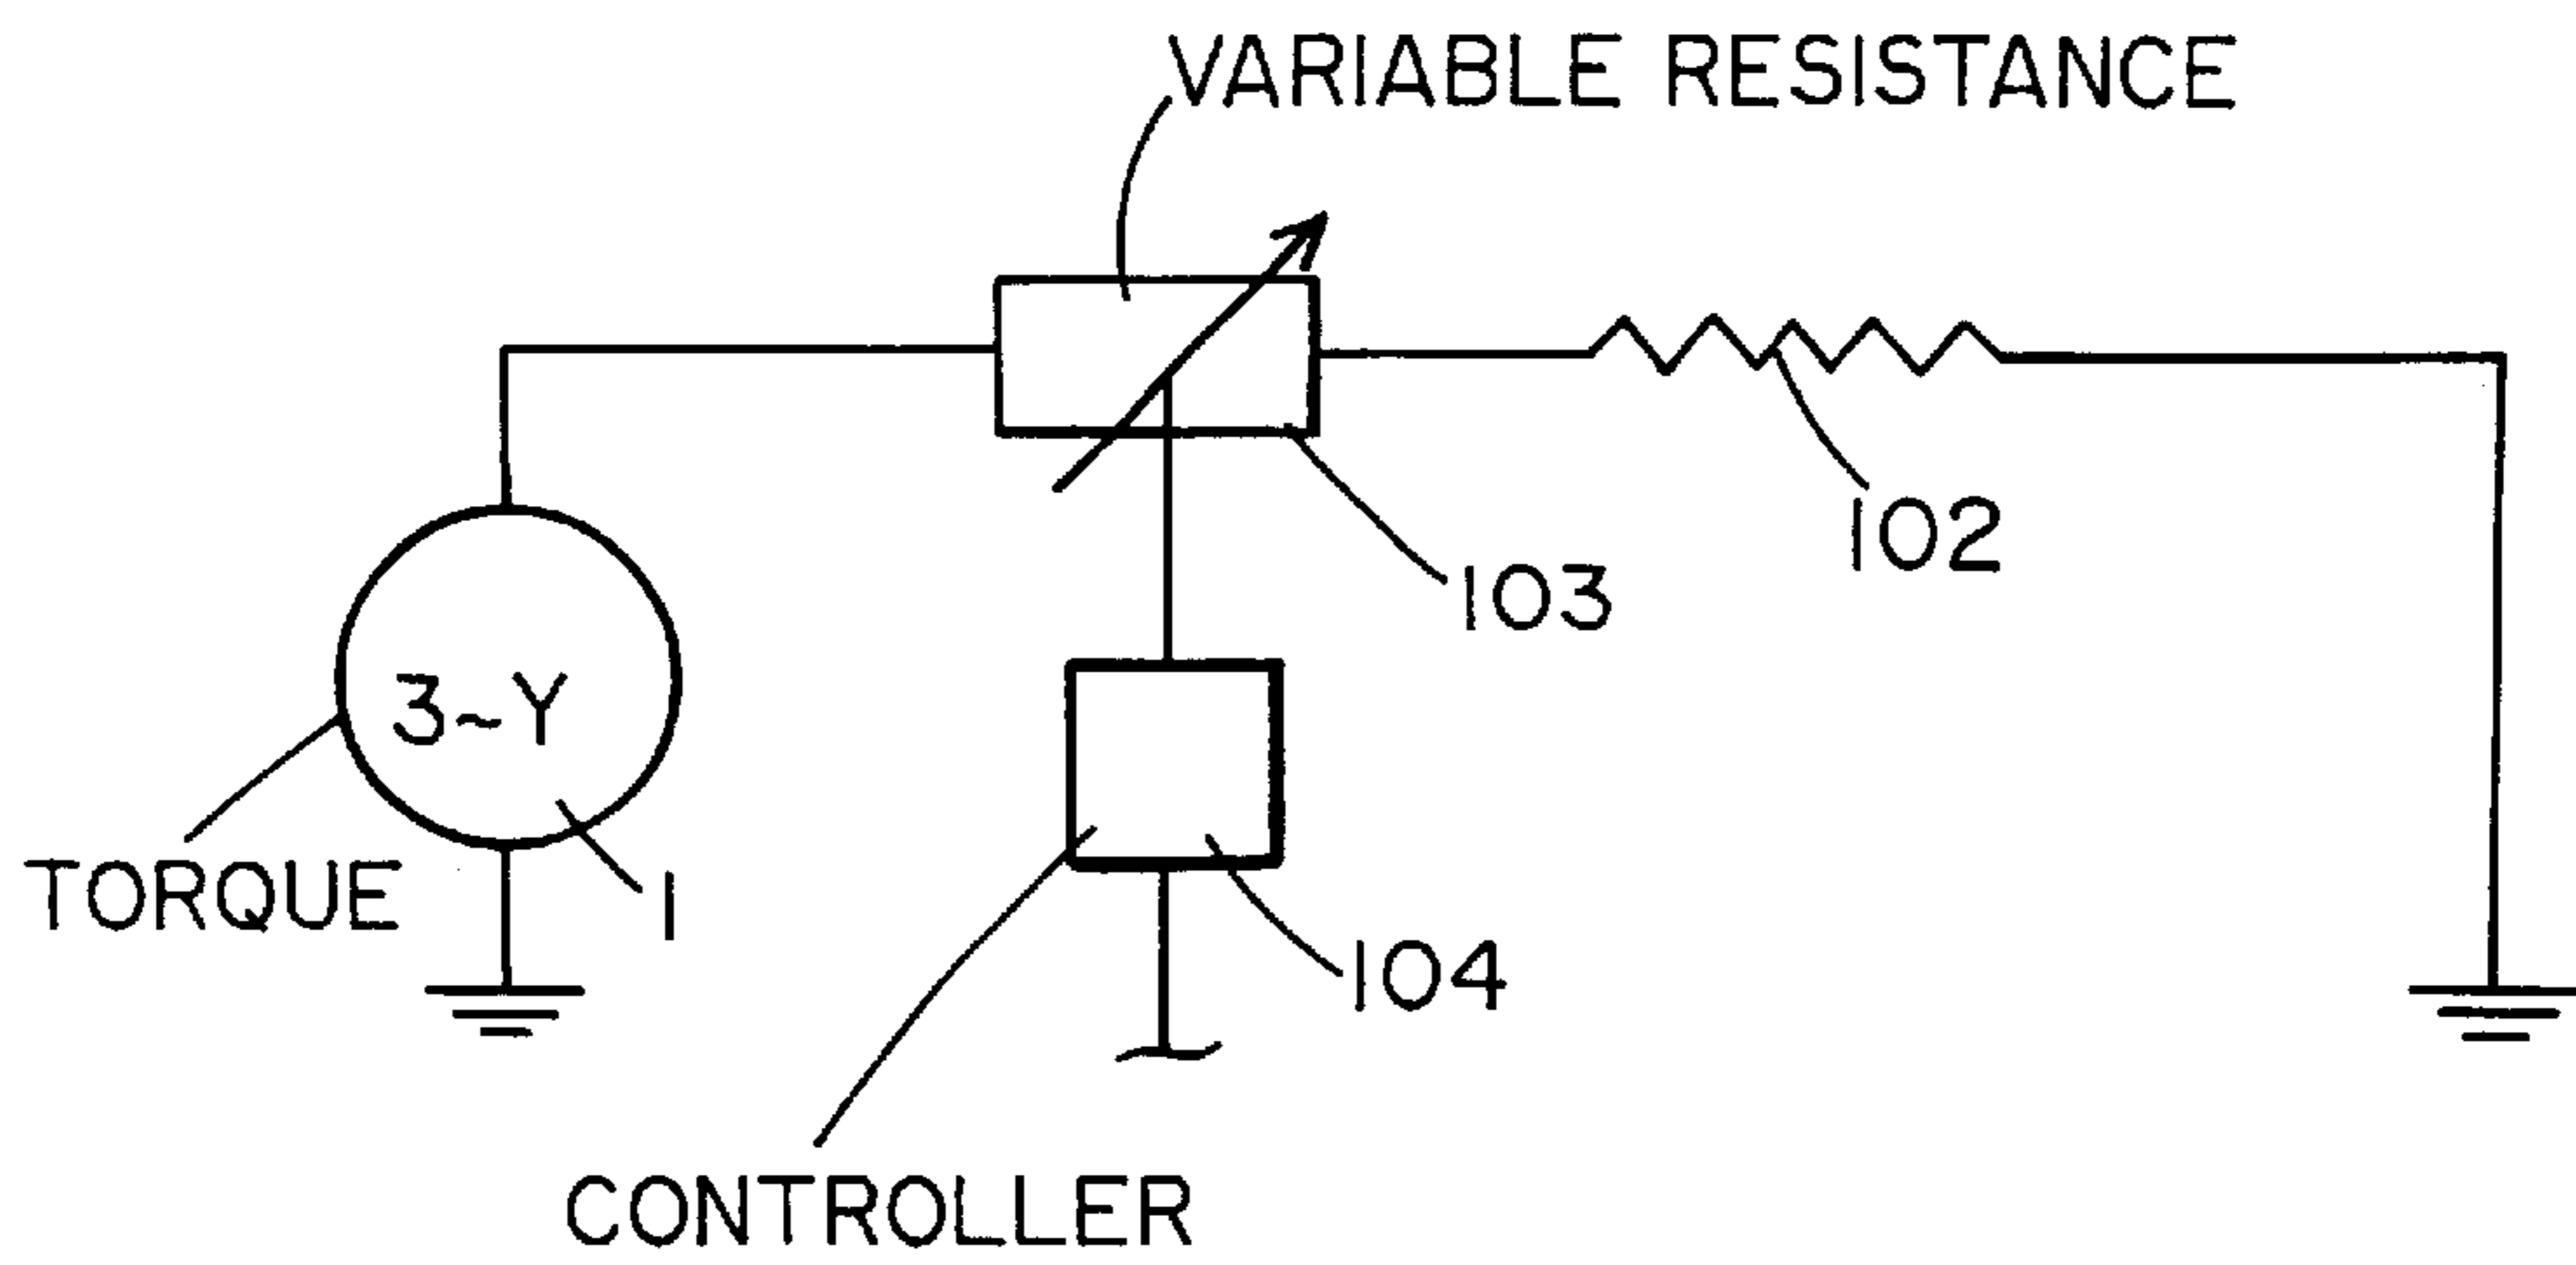 VARIABLE RESISTANCE
102
103
3~Y
TORQUE
1
104
CONTROLLER